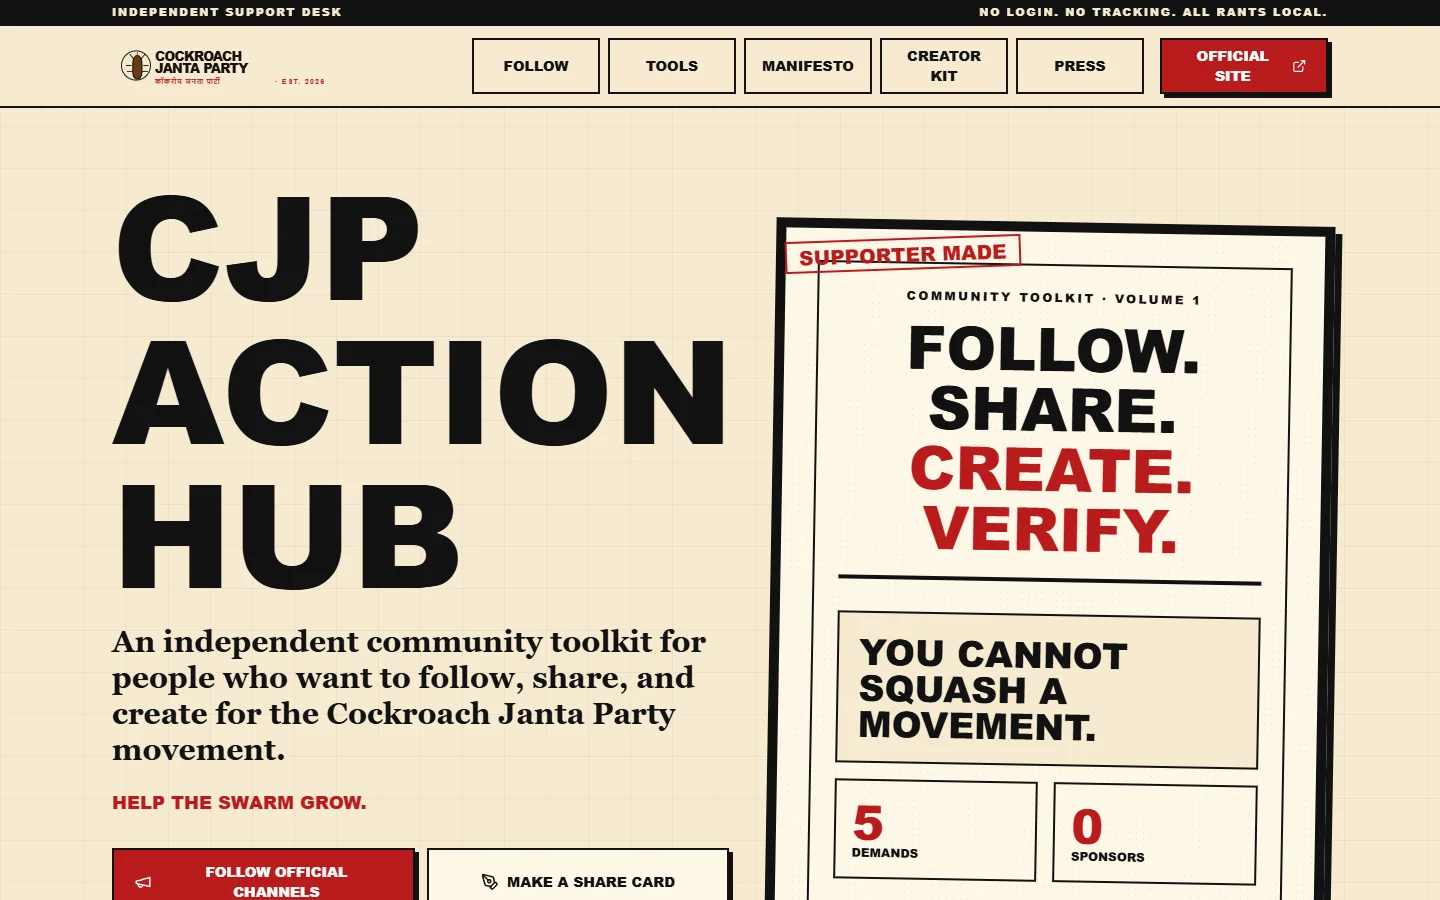 INDEPENDENT SUPPORT DESK
NO LOGIN. NO TRACKING. ALL RANTS LOCAL.
COCKROACH
JANTA PARTY
कॉकरोच जनता पार्टी
· EST. 2026
FOLLOW
TOOLS
MANIFESTO
CREATOR
KIT
PRESS
OFFICIAL
SITE
CJP
ACTION
HUB
An independent community toolkit for
people who want to follow, share, and
create for the Cockroach Janta Party
movement.
HELP THE SWARM GROW.
FOLLOW OFFICIAL
CHANNELS
MAKE A SHARE CARD
SUPPORTER MADE
COMMUNITY TOOLKIT · VOLUME 1
FOLLOW.
SHARE.
CREATE.
VERIFY.
YOU CANNOT
SQUASH A
MOVEMENT.
5
DEMANDS
0
SPONSORS